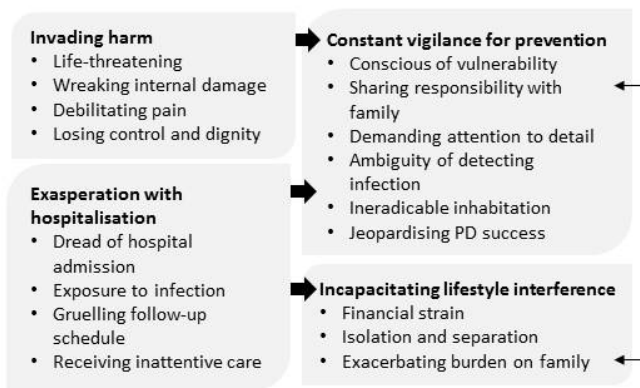 Invading harm
• Life-threatening
• Wreaking internal damage
• Debilitating pain
• Losing control and dignity
Exasperation with
hospitalisation
• Dread of hospital
admission
• Exposure to infection
• Gruelling follow-up
schedule
• Receiving inattentive care
Constant vigilance for prevention
• Conscious of vulnerability
• Sharing responsibility with
family
• Demanding attention to detail
• Ambiguity of detecting
infection
• Ineradicable inhabitation
• Jeopardising PD success
Incapacitating lifestyle interference
• Financial strain
• Isolation and separation
• Exacerbating burden on family